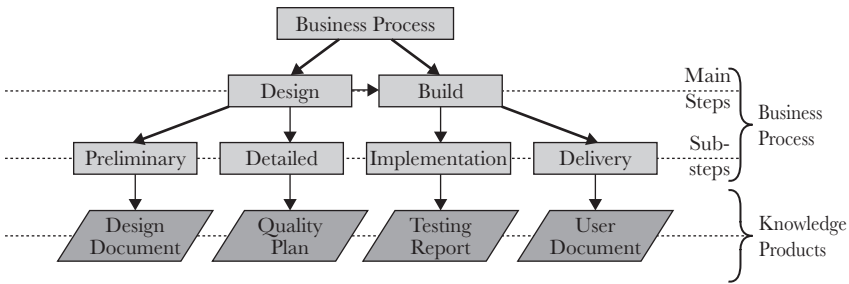 Business Process
Design
Build
Main
Steps
Business
Process
Preliminary
Detailed
Implementation
Delivery
Sub-
steps
Design
Document
Quality
Plan
Testing
Report
User
Document
Knowledge
Products